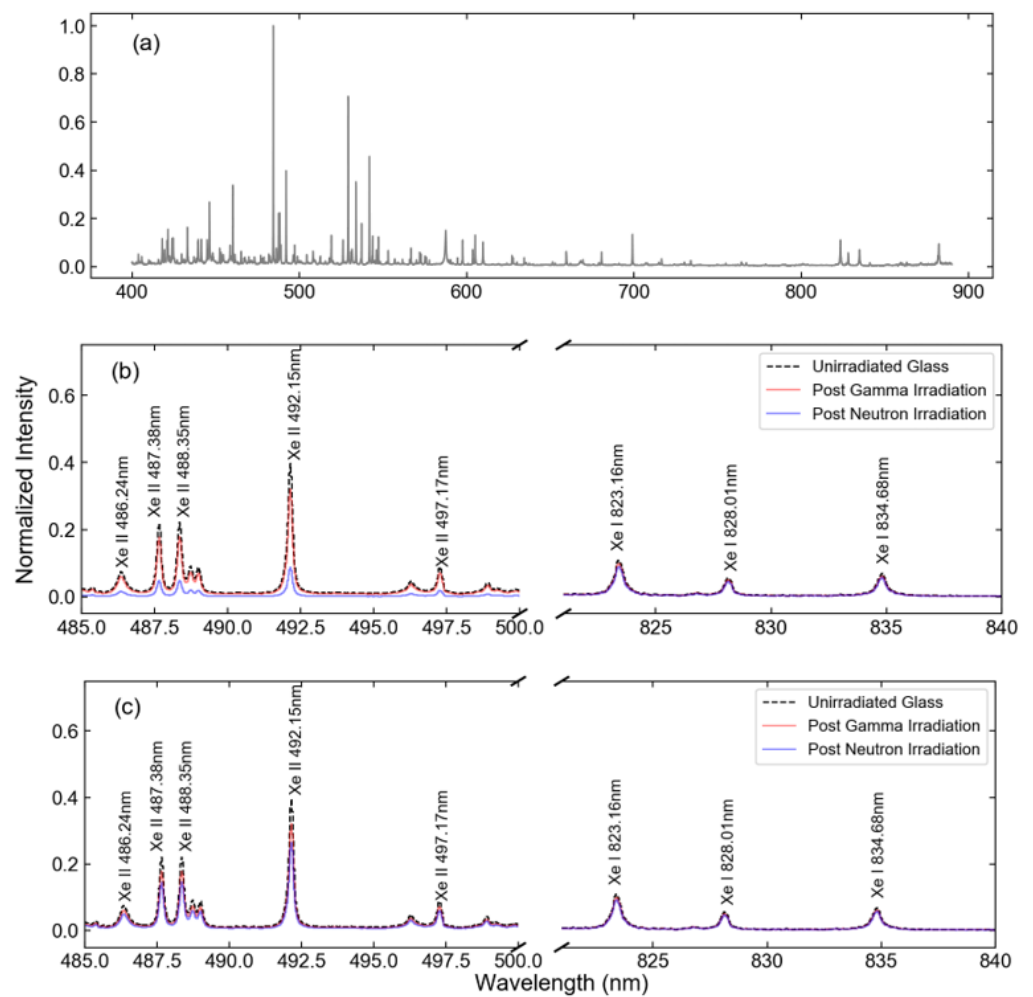 (a)
1.0
0.8
0.6
0.4
0.2
0.0
400 500 600 700 800 900
Normalized Intensity
(b)
0.6
0.4
0.2
0.0
Xe II 486.24nm
Xe II 487.38nm
Xe II 488.35nm
Xe II 492.15nm
Xe II 497.17nm
Xe I 823.16nm
Xe I 828.01nm
Xe I 834.68nm
Unirradiated Glass
Post Gamma Irradiation
Post Neutron Irradiation
485.0 487.5 490.0 492.5 495.0 497.5 500.0 825 830 835 840
(c)
0.6
0.4
0.2
0.0
Xe II 486.24nm
Xe II 487.38nm
Xe II 488.35nm
Xe II 492.15nm
Xe II 497.17nm
Xe I 823.16nm
Xe I 828.01nm
Xe I 834.68nm
Unirradiated Glass
Post Gamma Irradiation
Post Neutron Irradiation
485.0 487.5 490.0 492.5 495.0 497.5 500.0 825 830 835 840
Wavelength (nm)